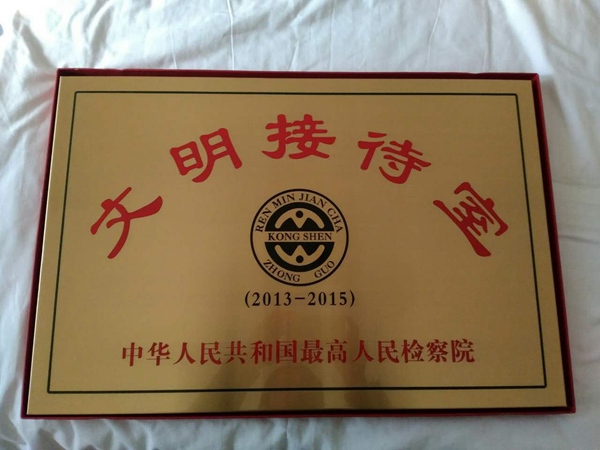 文明接待室
REN MIN JIAN CHA
KONG SHEN
ZHONG GUO
(2013-2015)
中华人民共和国最高人民检察院